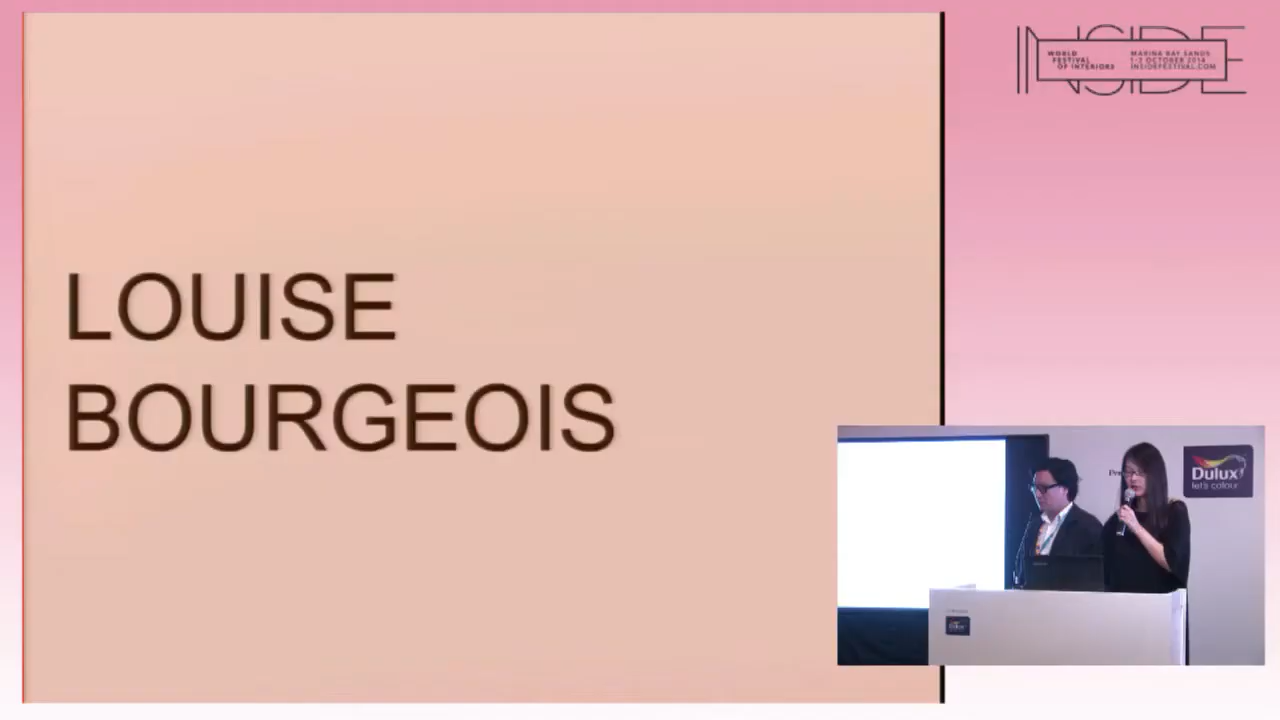 INSIDE
WORLD
FESTIVAL
OF INTERIORS
MARINA BAY SANDS
1-3 OCTOBER 2014
INSIDEFESTIVAL.COM
LOUISE
BOURGEOIS
Dulux
let's colour
Dulux